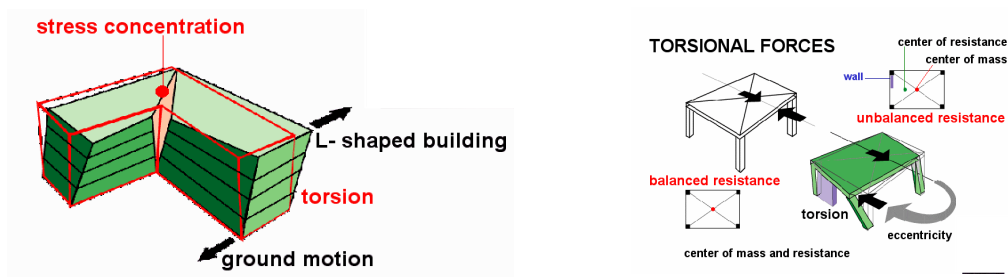 stress concentration
L- shaped building
torsion
ground motion
TORSIONAL FORCES
center of resistance
center of mass
wall
unbalanced resistance
balanced resistance
torsion
eccentricity
center of mass and resistance